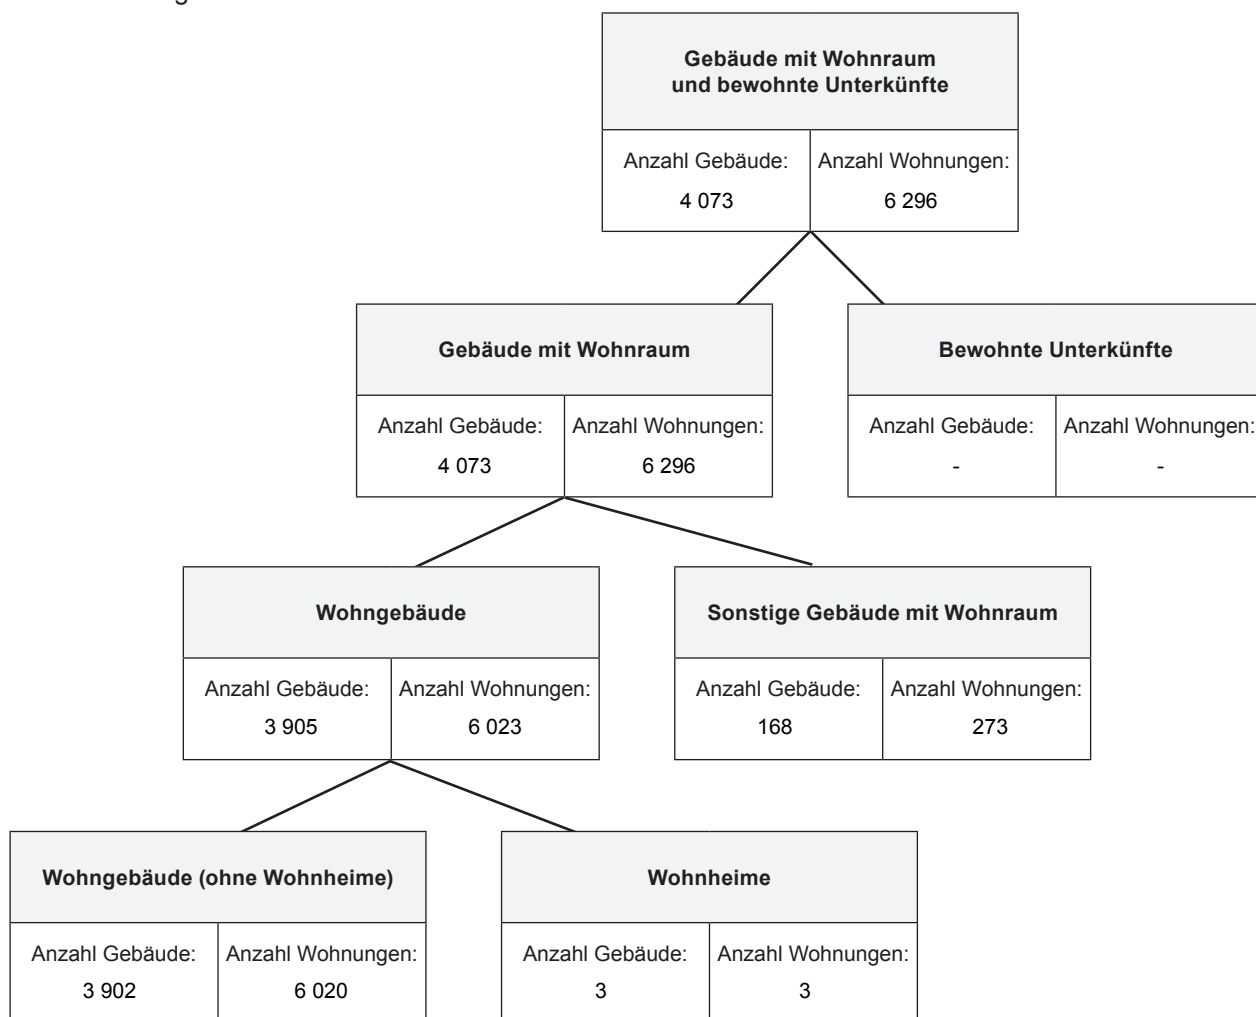 Gebäude mit Wohnraum
und bewohnte Unterkünfte
Anzahl Gebäude: Anzahl Wohnungen:
4 073 6 296
Gebäude mit Wohnraum Bewohnte Unterkünfte
Anzahl Gebäude: Anzahl Wohnungen: Anzahl Gebäude: Anzahl Wohnungen:
4 073 6 296 - -
Wohngebäude Sonstige Gebäude mit Wohnraum
Anzahl Gebäude: Anzahl Wohnungen: Anzahl Gebäude: Anzahl Wohnungen:
3 905 6 023 168 273
Wohngebäude (ohne Wohnheime) Wohnheime
Anzahl Gebäude: Anzahl Wohnungen: Anzahl Gebäude: Anzahl Wohnungen:
3 902 6 020 3 3